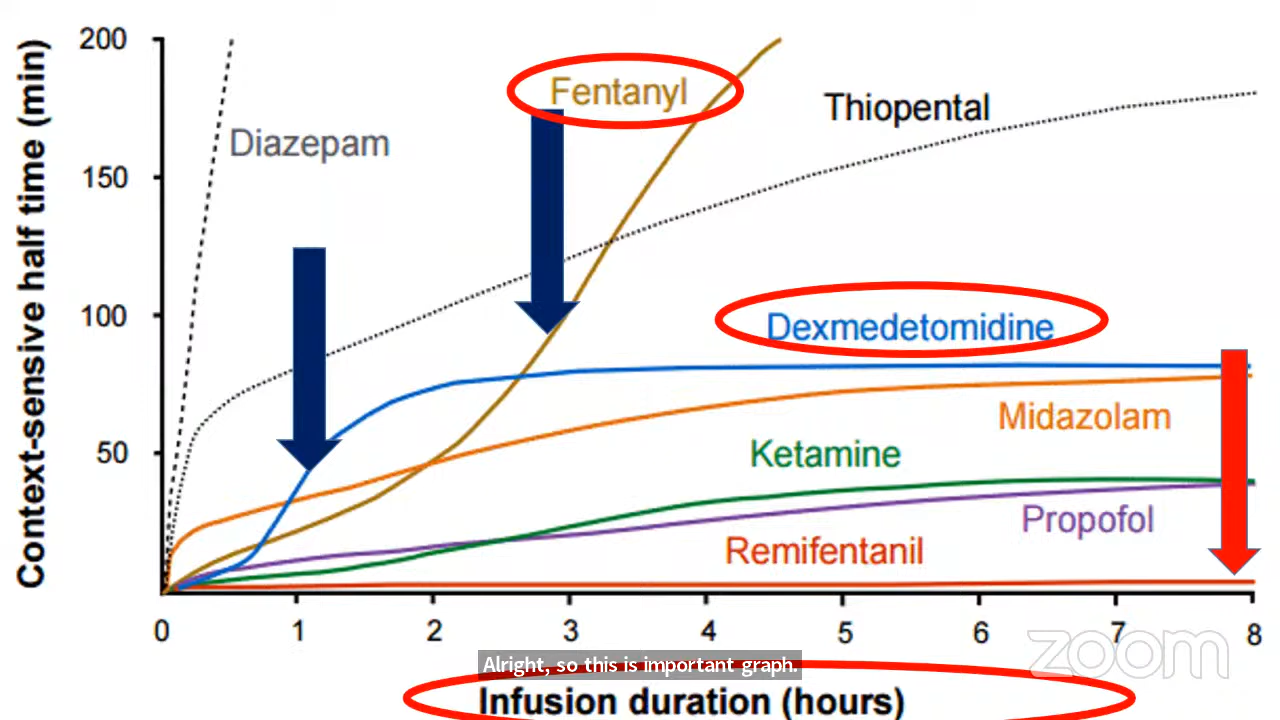 Context-sensive half time (min)
200
150
100
50
Diazepam
Fentanyl
Thiopental
Dexmedetomidine
Midazolam
Ketamine
Propofol
Remifentanil
0 1 2 3 4 5 6 7 8
zoom
Alright, so this is important graph.
Infusion duration (hours)